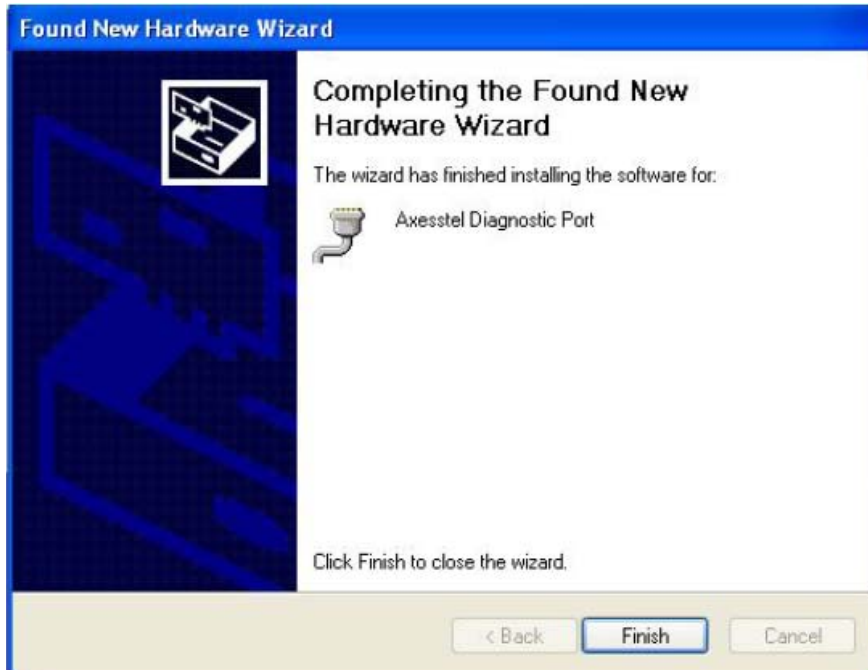 Found New Hardware Wizard
Completing the Found New
Hardware Wizard
The wizard has finished installing the software for:
Axesstel Diagnostic Port
Click Finish to close the wizard.
< Back
Finish
Cancel